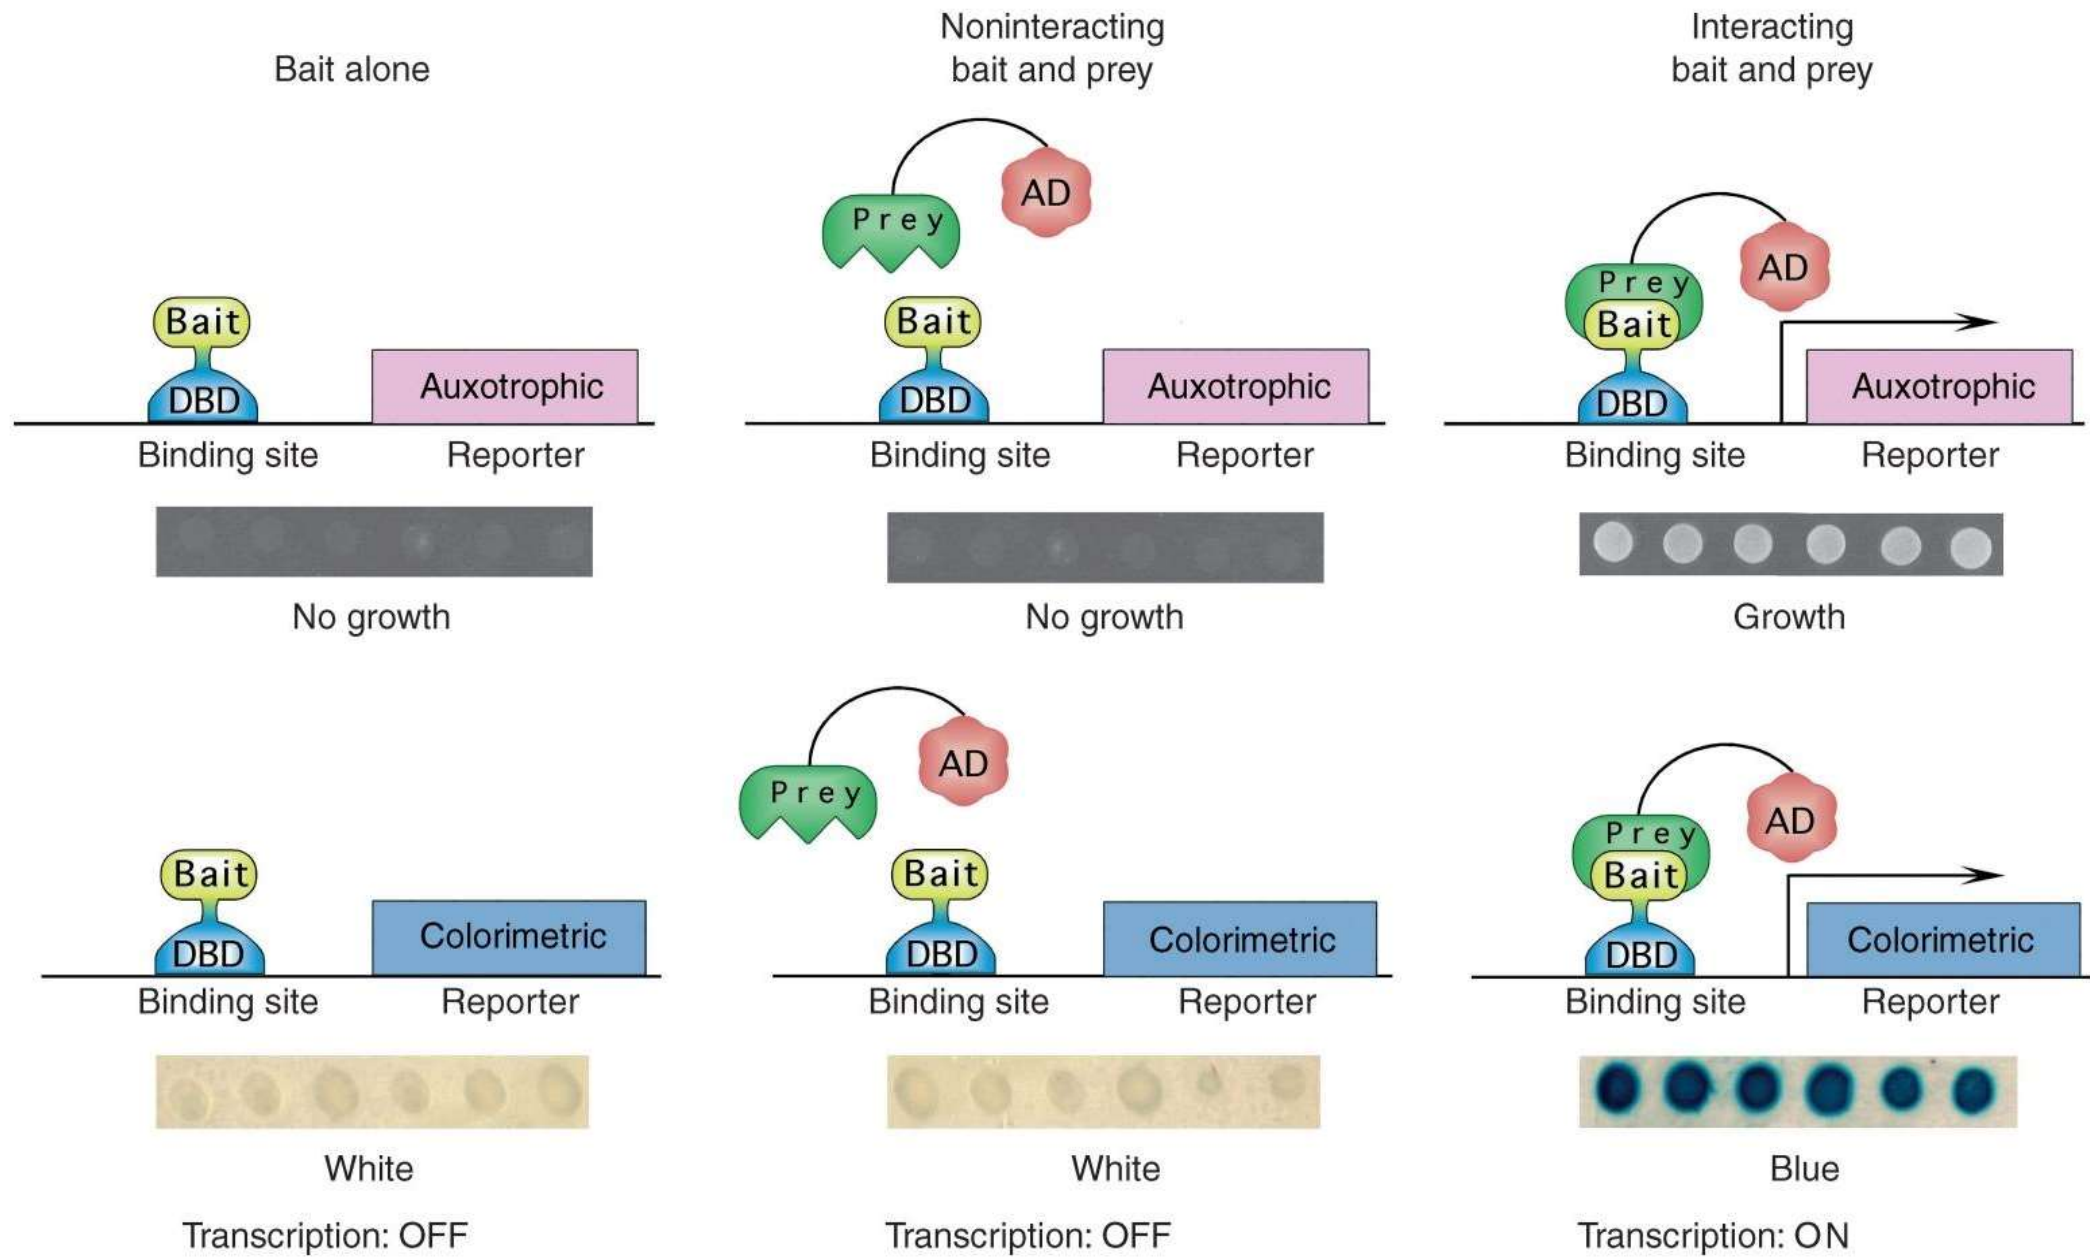 Bait alone
Noninteracting
bait and prey
Interacting
bait and prey
Bait
DBD
Auxotrophic
Binding site
Reporter
No growth
Prey
AD
Bait
DBD
Auxotrophic
Binding site
Reporter
No growth
Prey
AD
Bait
DBD
Auxotrophic
Binding site
Reporter
Growth
Bait
DBD
Colorimetric
Binding site
Reporter
White
Transcription: OFF
Prey
AD
Bait
DBD
Colorimetric
Binding site
Reporter
White
Transcription: OFF
Prey
AD
Bait
DBD
Colorimetric
Binding site
Reporter
Blue
Transcription: ON